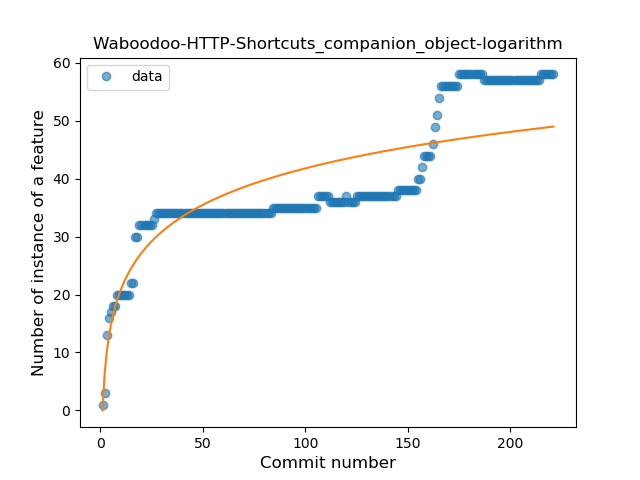 Waboodoo-HTTP-Shortcuts_companion_object-logarithm
data
Number of instance of a feature
60
50
40
30
20
10
0
0 50 100 150 200
Commit number